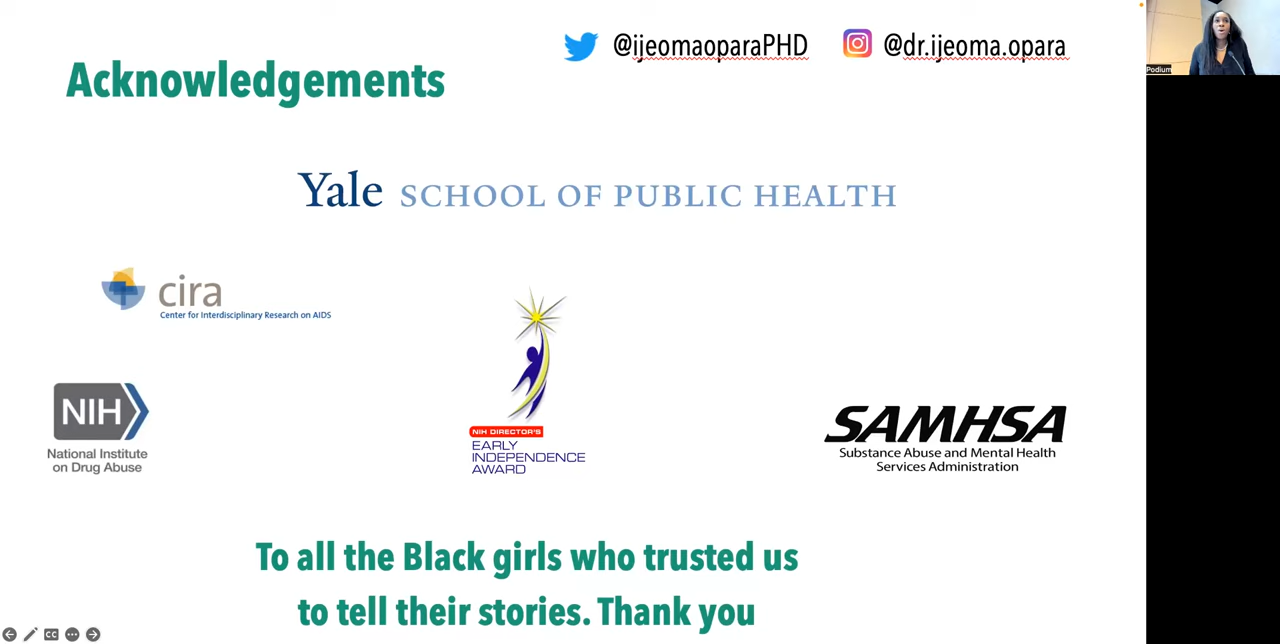 @ijeomaoparaPHD
@dr.ijeoma.opara
Podium
Acknowledgements
Yale SCHOOL OF PUBLIC HEALTH
cira
Center for Interdisciplinary Research on AIDS
NIH
National Institute
on Drug Abuse
NIH DIRECTOR'S
EARLY
INDEPENDENCE
AWARD
SAMHSA
Substance Abuse and Mental Health
Services Administration
To all the Black girls who trusted us
to tell their stories. Thank you
CC